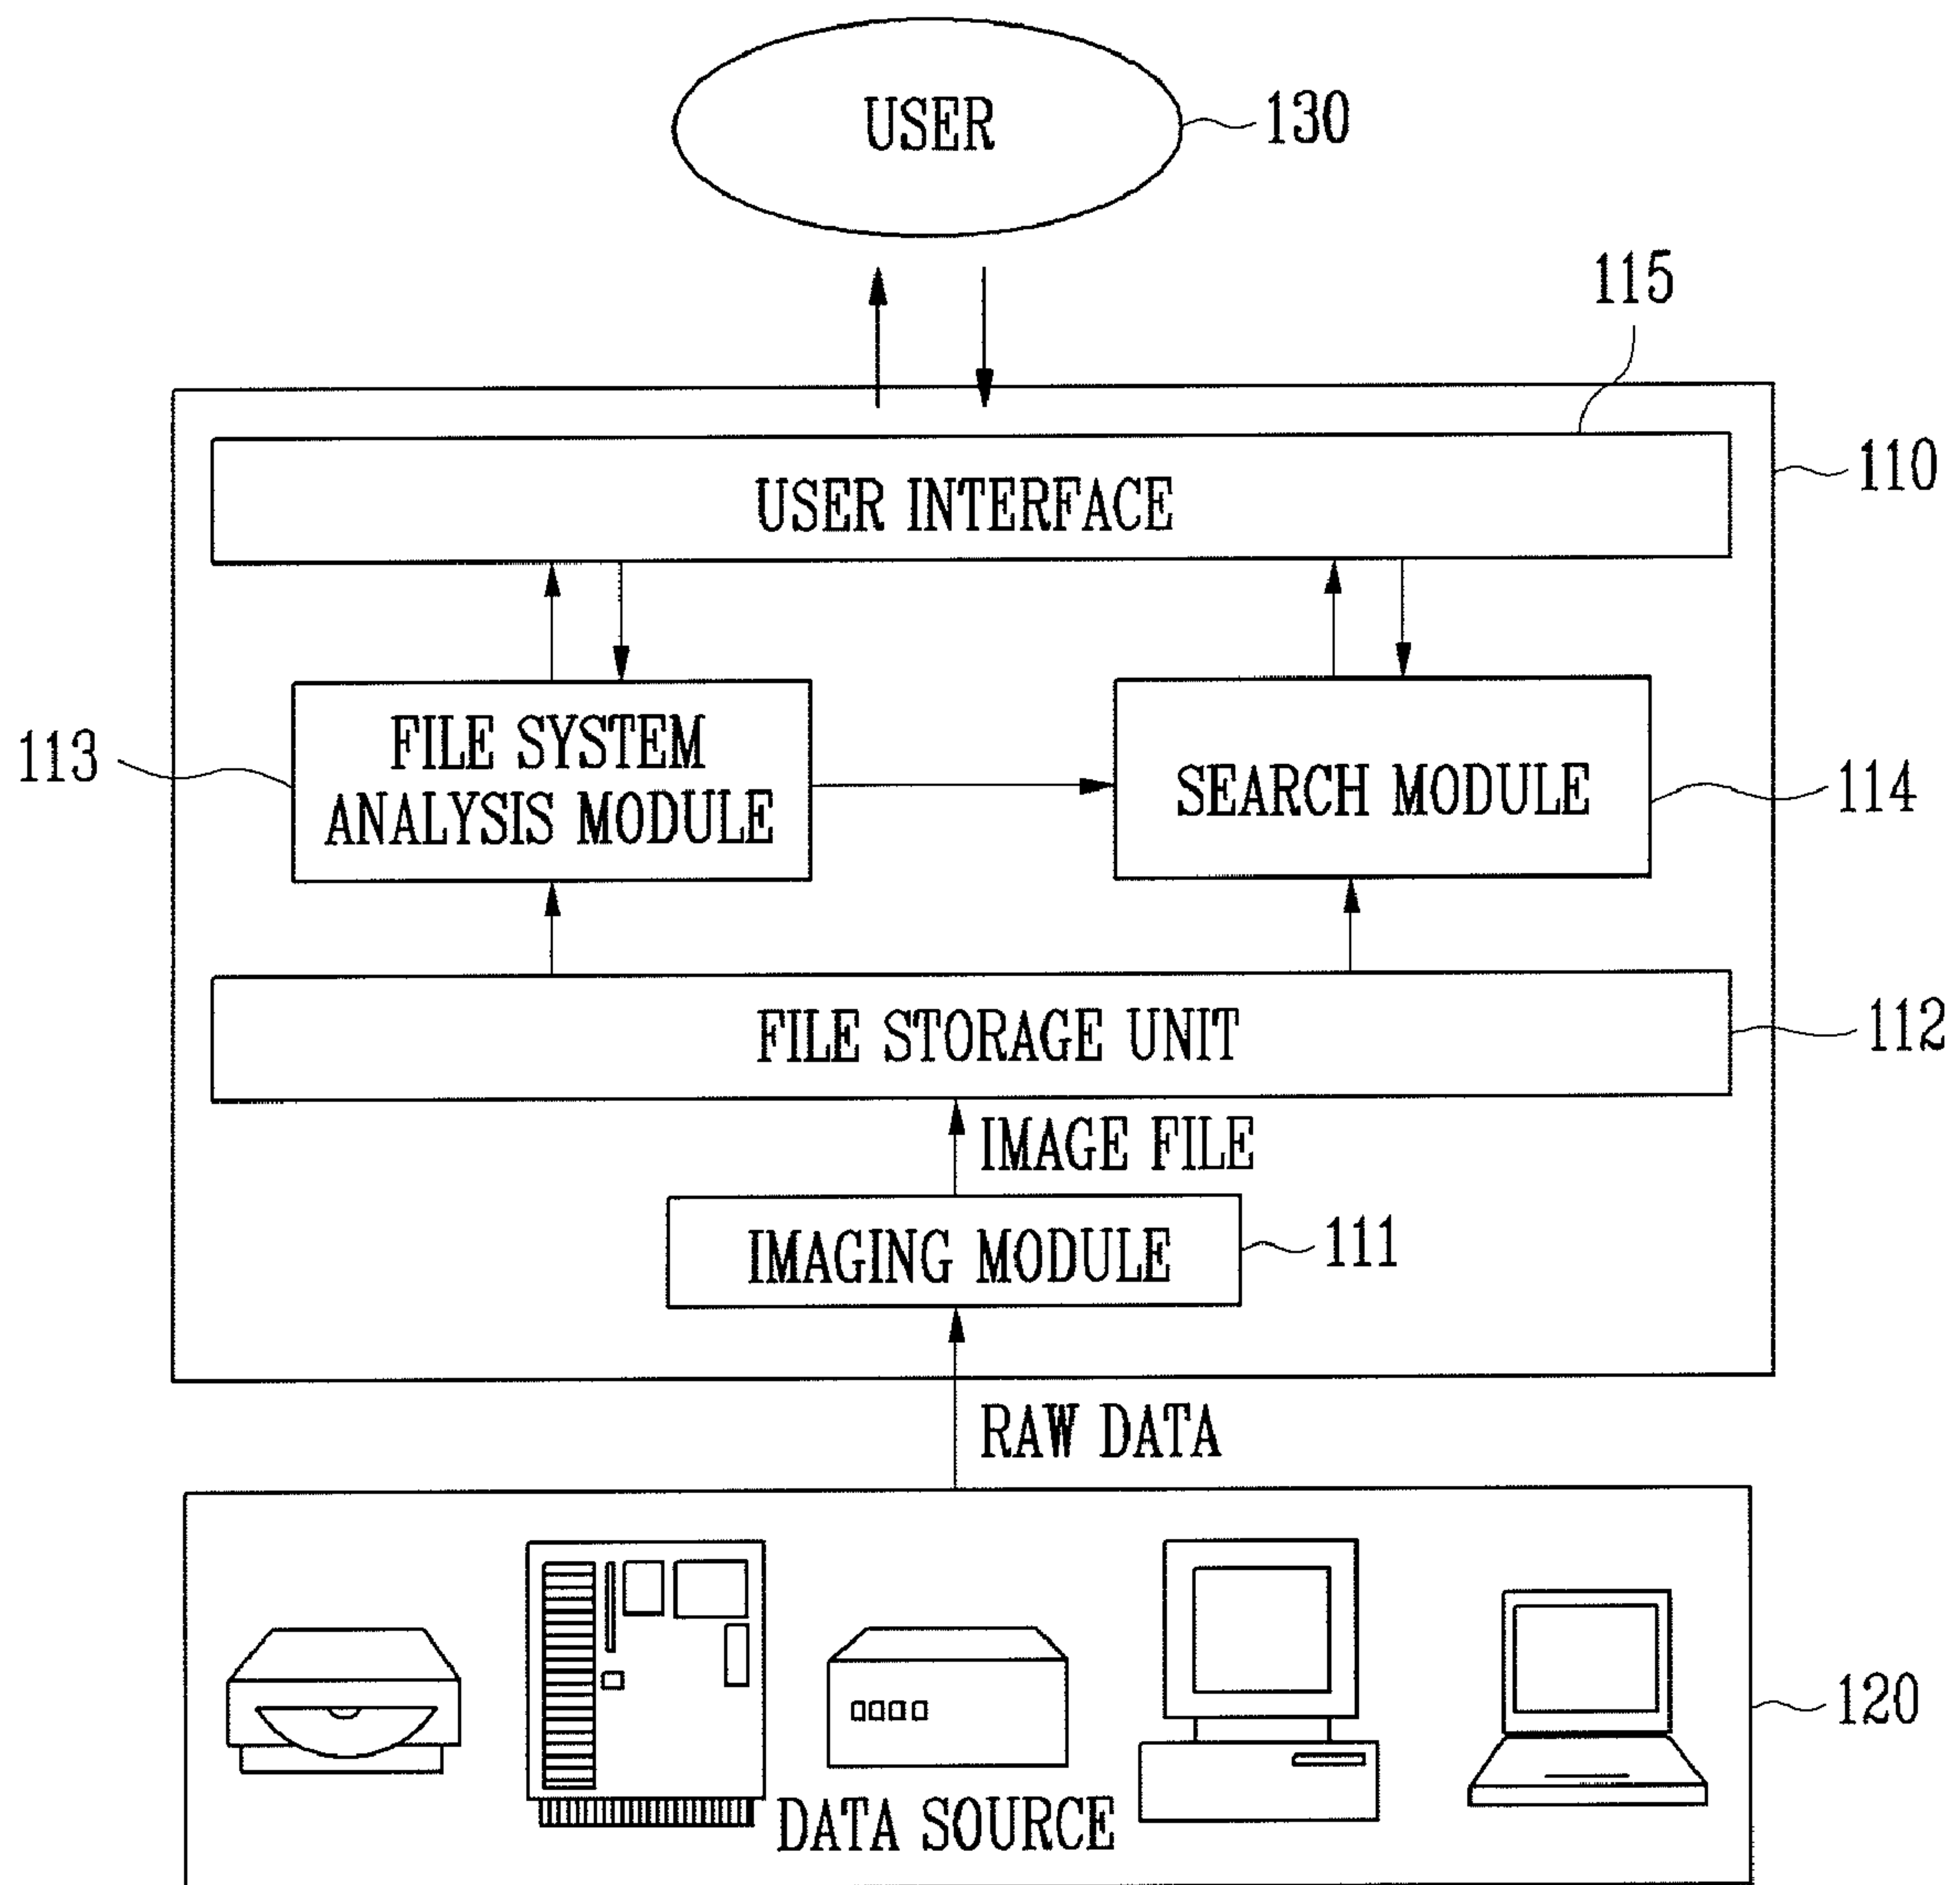 USER
130
115
110
USER INTERFACE
113
FILE SYSTEM
ANALYSIS MODULE
SEARCH MODULE
114
FILE STORAGE UNIT
112
IMAGE FILE
IMAGING MODULE
111
RAW DATA
120
DATA SOURCE